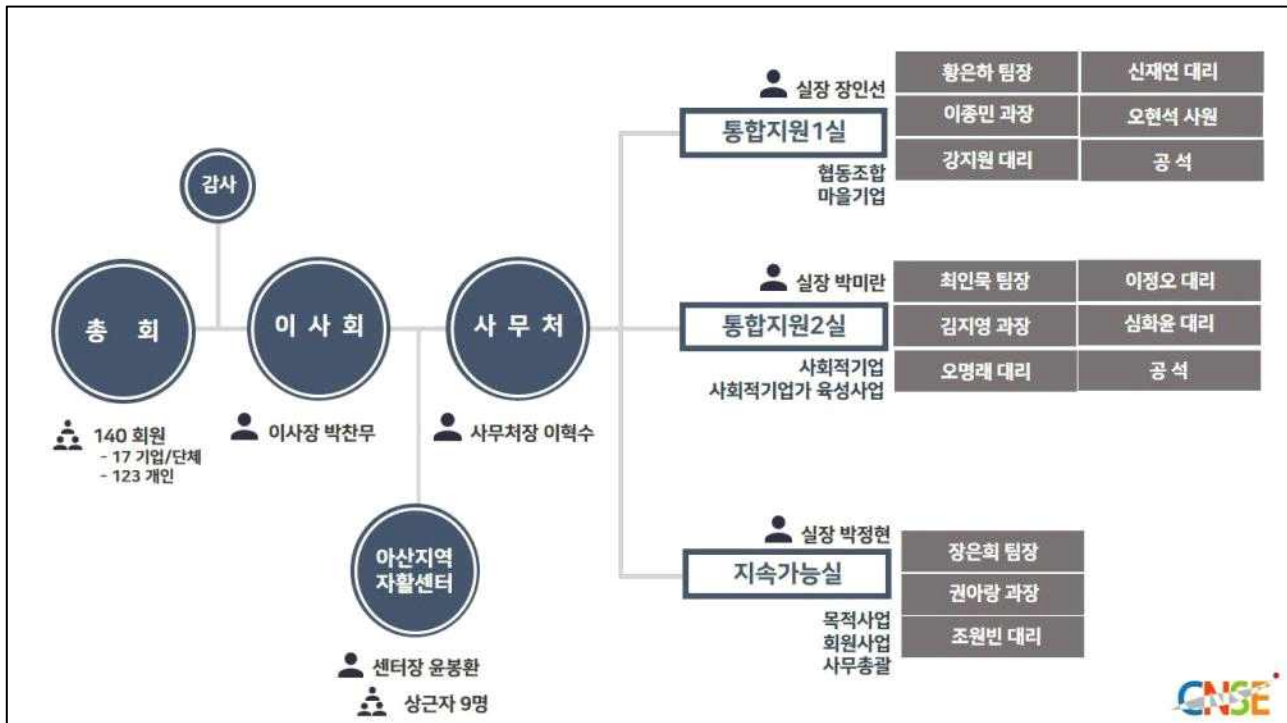 감사
총 회
140 회원
- 17 기업/단체
- 123 개인
이 사 회
이사장 박찬무
사 무 처
사무처장 이혁수
아산지역
자활센터
센터장 윤봉환
상근자 9명
실장 장인선
통합지원1실
협동조합
마을기업
황은하 팀장
신재연 대리
이종민 과장
오현석 사원
강지원 대리
공 석
실장 박미란
통합지원2실
사회적기업
사회적기업가 육성사업
최인묵 팀장
이정오 대리
김지영 과장
심화윤 대리
오명래 대리
공 석
실장 박정현
지속가능실
목적사업
회원사업
사무총괄
장은희 팀장
권아랑 과장
조원빈 대리
CNSE